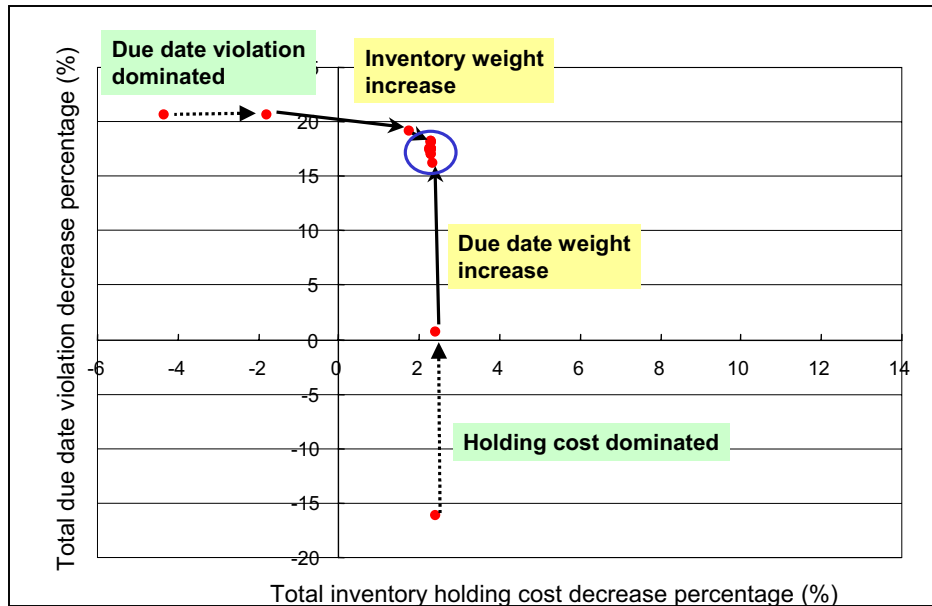 Due date violation
dominated
Inventory weight
increase
20
15
10
Due date weight
increase
5
0
-6
-4
-2
0
2
4
6
8
10
12
14
-5
Holding cost dominated
-10
-15
-20
Total due date violation decrease percentage (%)
Total inventory holding cost decrease percentage (%)